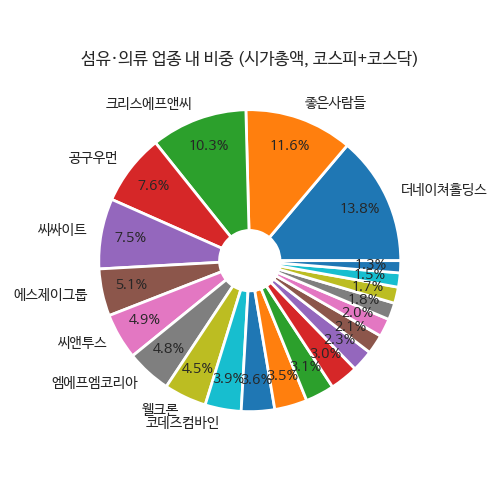 섬유·의류 업종 내 비중 (시가총액, 코스피+코스닥)
더네이쳐홀딩스
13.8%
좋은사람들
11.6%
크리스에프앤씨
10.3%
공구우먼
7.6%
씨싸이트
7.5%
에스제이그룹
5.1%
씨앤투스
4.9%
엠에프엠코리아
4.8%
웰크론
4.5%
코데즈컴바인
3.9%
3.6%
3.5%
3.1%
3.0%
2.3%
2.1%
2.0%
1.8%
1.7%
1.5%
1.3%